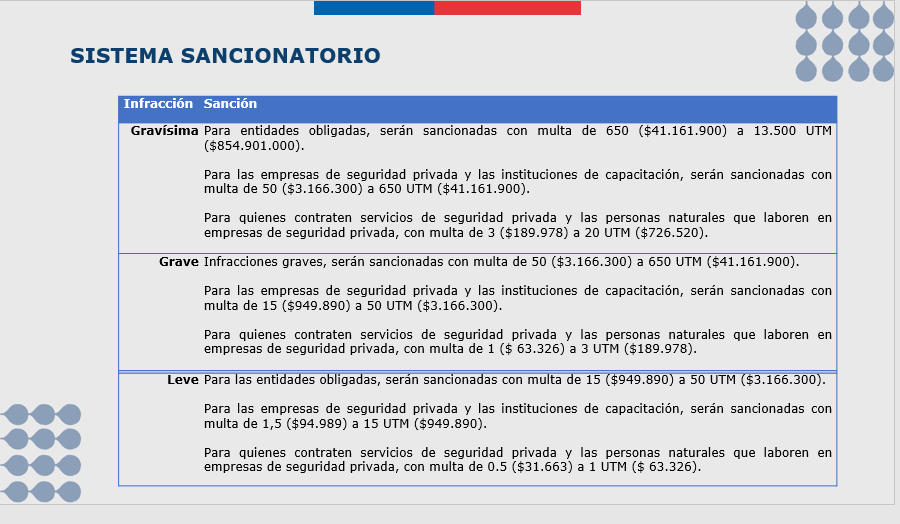 SISTEMA SANCIONATORIO
Infracción Sanción
Gravísima Para entidades obligadas, serán sancionadas con multa de 650 ($41.161.900) a 13.500 UTM
($854.901.000).
Para las empresas de seguridad privada y las instituciones de capacitación, serán sancionadas con
multa de 50 ($3.166.300) a 650 UTM ($41.161.900).
Para quienes contraten servicios de seguridad privada y las personas naturales que laboren en
empresas de seguridad privada, con multa de 3 ($189.978) a 20 UTM ($726.520).
Grave Infracciones graves, serán sancionadas con multa de 50 ($3.166.300) a 650 UTM ($41.161.900).
Para las empresas de seguridad privada y las instituciones de capacitación, serán sancionadas con
multa de 15 ($949.890) a 50 UTM ($3.166.300).
Para quienes contraten servicios de seguridad privada y las personas naturales que laboren en
empresas de seguridad privada, con multa de 1 ($ 63.326) a 3 UTM ($189.978).
Leve Para las entidades obligadas, serán sancionadas con multa de 15 ($949.890) a 50 UTM ($3.166.300).
Para las empresas de seguridad privada y las instituciones de capacitación, serán sancionadas con
multa de 1,5 ($94.989) a 15 UTM ($949.890).
Para quienes contraten servicios de seguridad privada y las personas naturales que laboren en
empresas de seguridad privada, con multa de 0.5 ($31.663) a 1 UTM ($ 63.326).